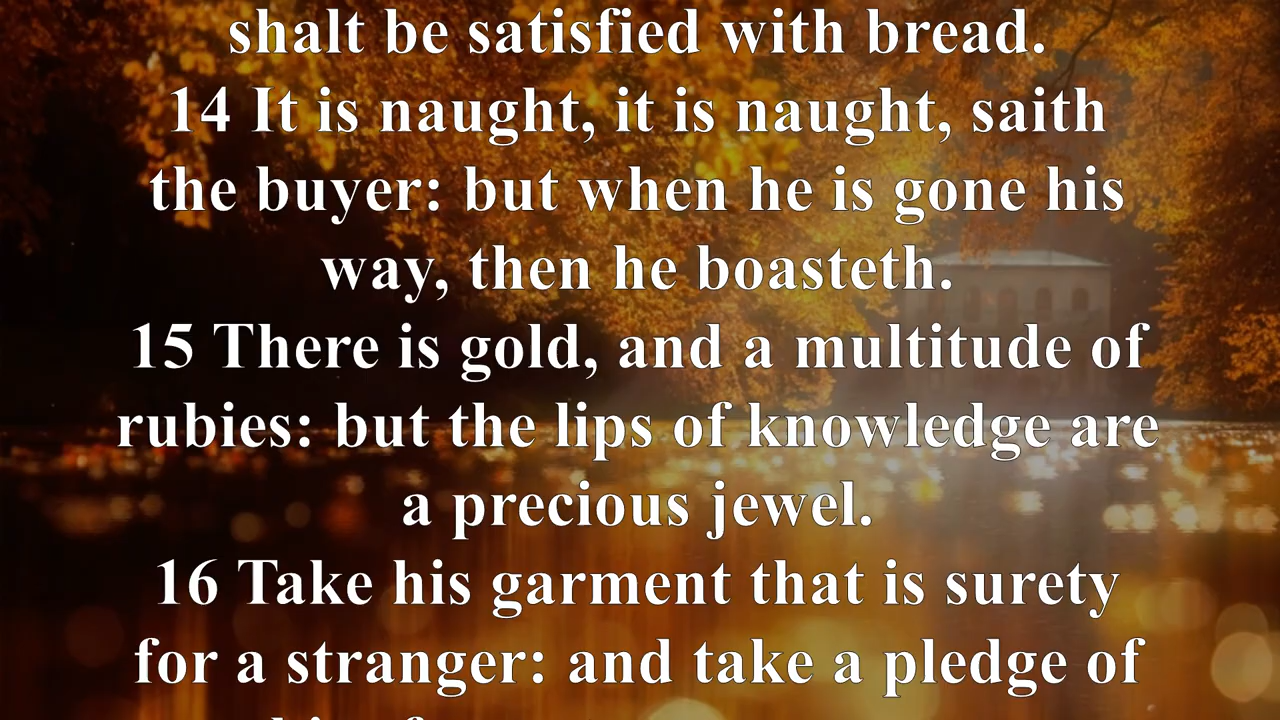 shalt be satisfied with bread.
14 It is naught, it is naught, saith
the buyer: but when he is gone his
way, then he boasteth.
15 There is gold, and a multitude of
rubies: but the lips of knowledge are
a precious jewel.
16 Take his garment that is surety
for a stranger: and take a pledge of